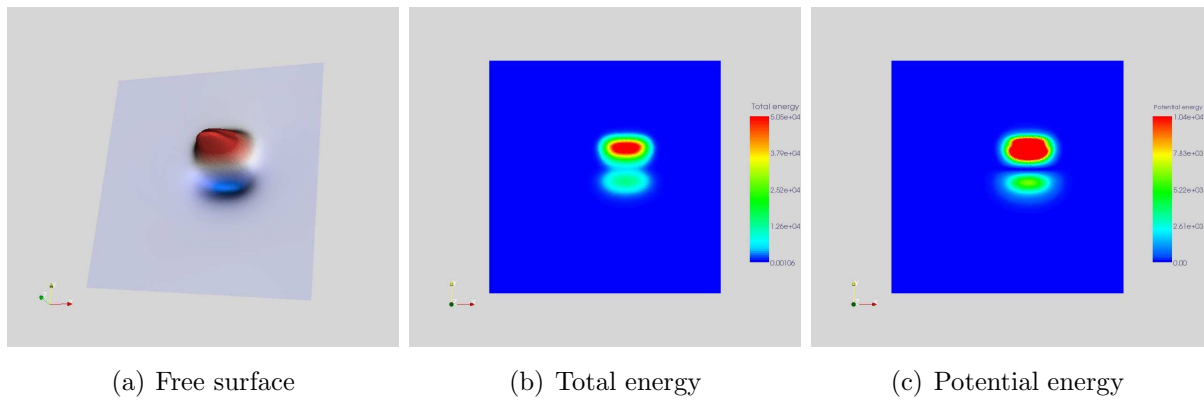 Total energy
5.05e+04
3.79e+04
2.52e+04
1.26e+04
0.00106
Potential energy
1.04e+04
7.83e+03
5.22e+03
2.61e+03
0.00
(a) Free surface
(b) Total energy
(c) Potential energy